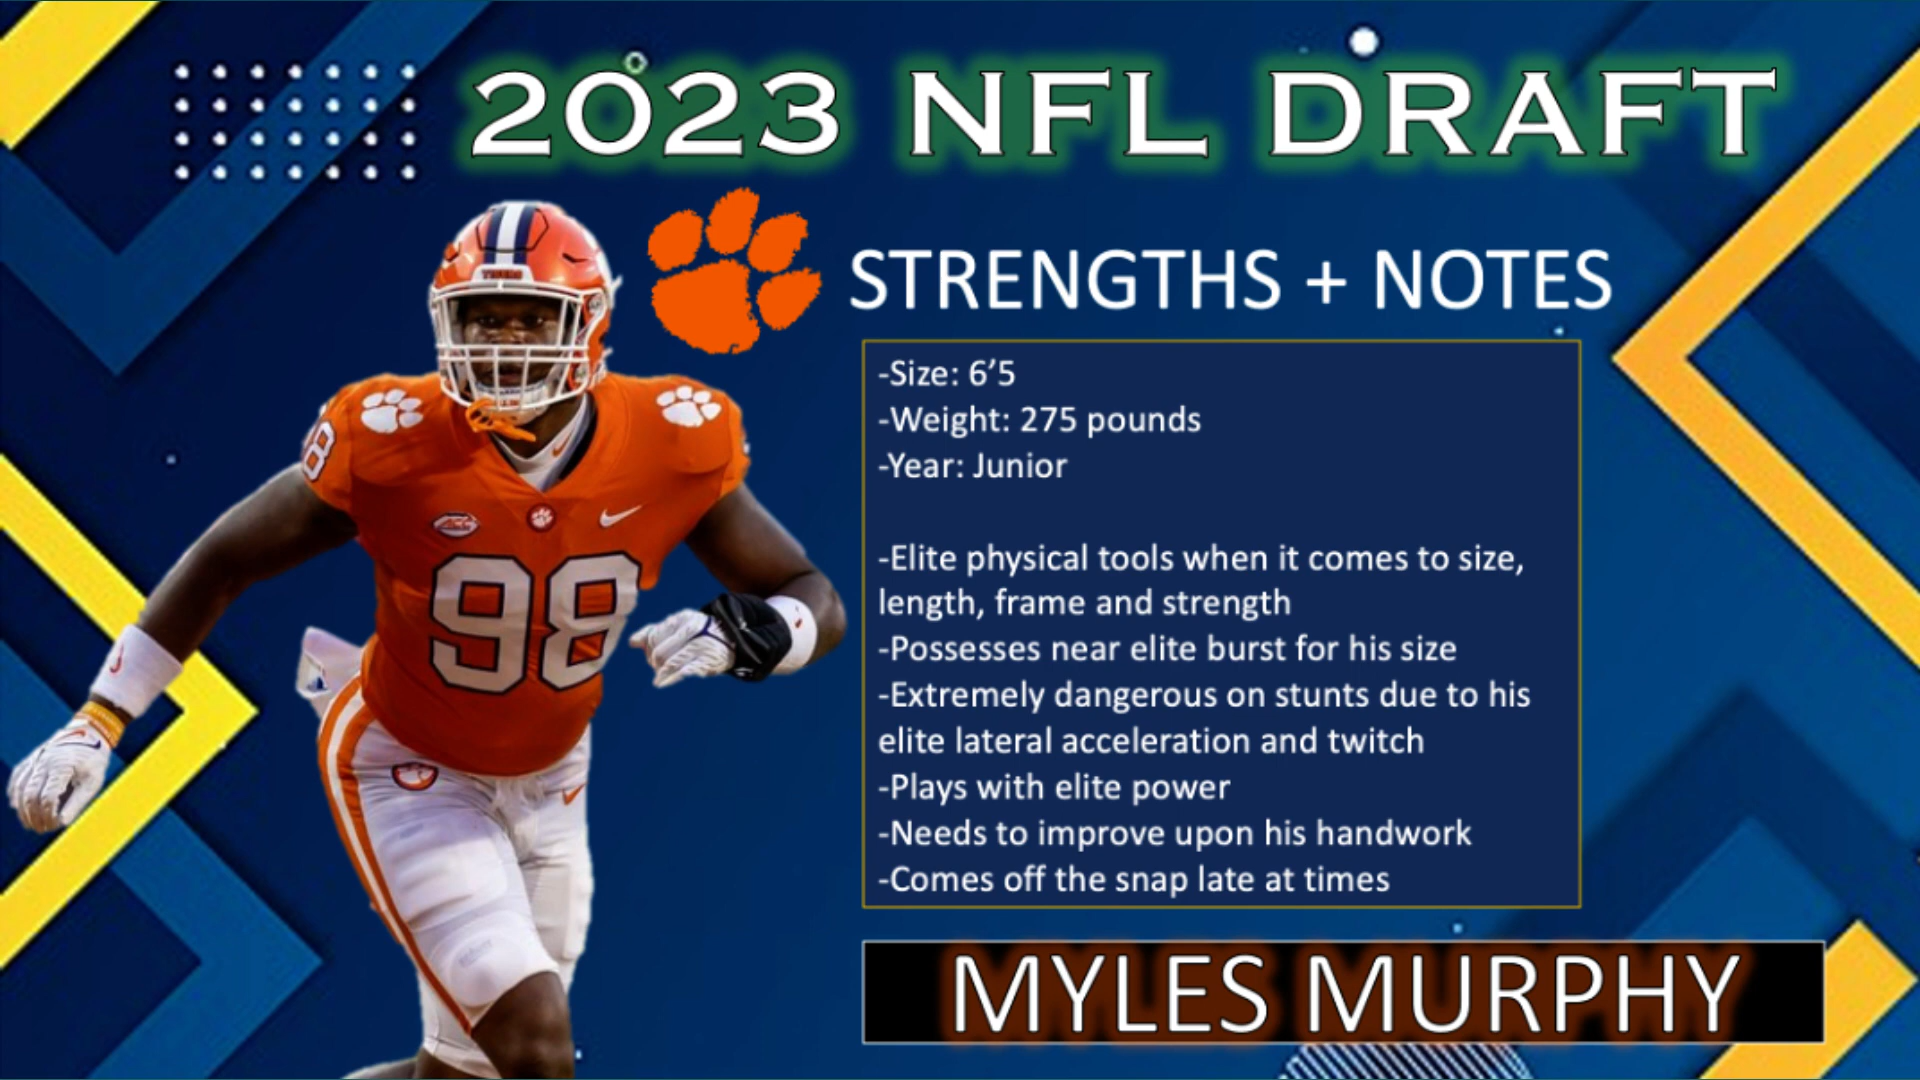 2023 NFL DRAFT
STRENGTHS + NOTES
-Size: 6’5
-Weight: 275 pounds
-Year: Junior
-Elite physical tools when it comes to size,
length, frame and strength
-Possesses near elite burst for his size
-Extremely dangerous on stunts due to his
elite lateral acceleration and twitch
-Plays with elite power
-Needs to improve upon his handwork
-Comes off the snap late at times
MYLES MURPHY
TIGERS
8
ACC
98